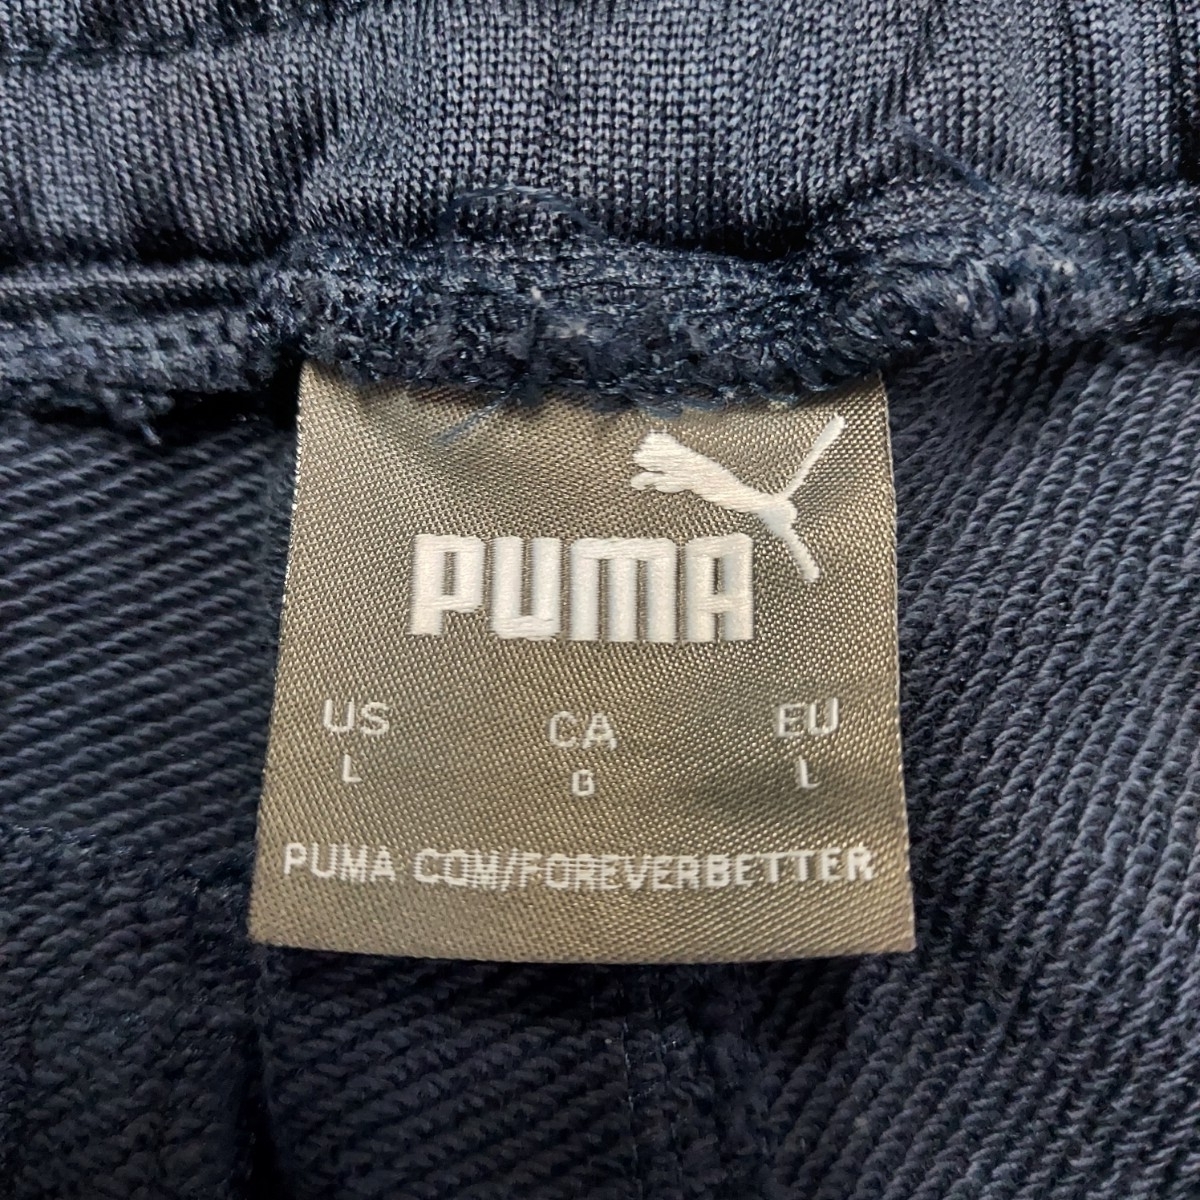 PUMA
US CA EU
L G L
PUMA.COM/FOREVERBETTER